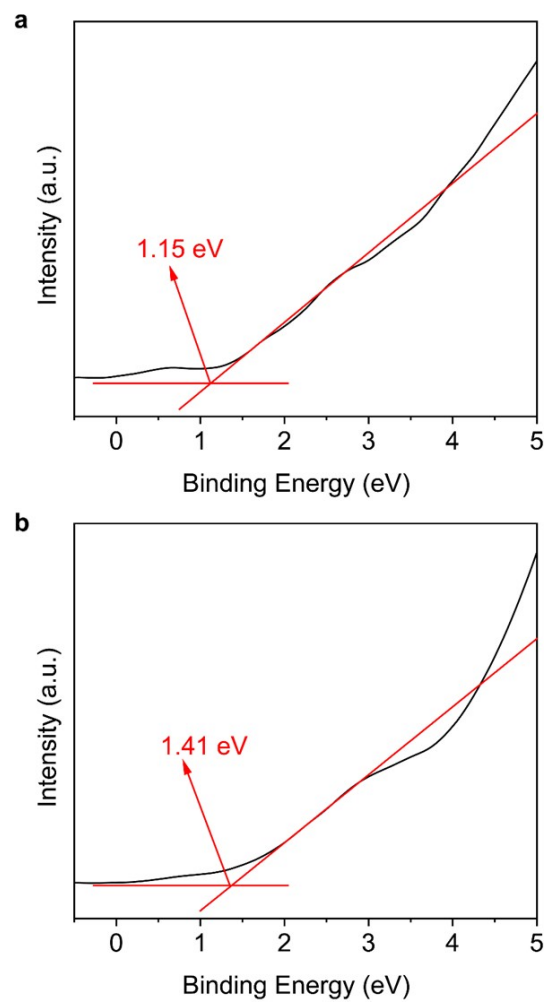 a
Intensity (a.u.)
1.15 eV
0 1 2 3 4 5
Binding Energy (eV)
b
Intensity (a.u.)
1.41 eV
0 1 2 3 4 5
Binding Energy (eV)